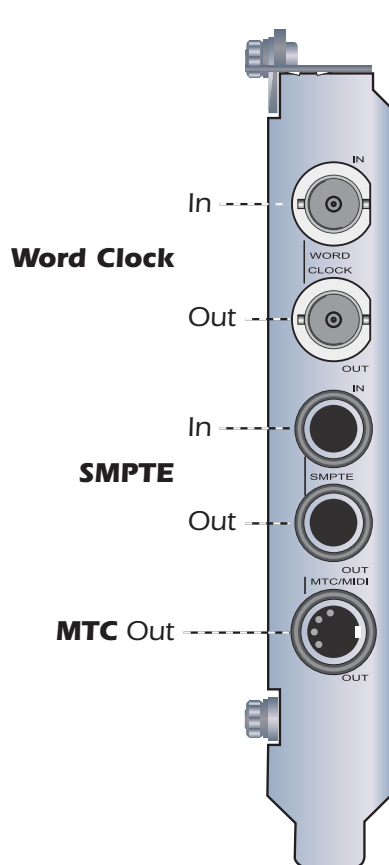 IN
In
Word Clock
WORD
CLOCK
Out
OUT
IN
In
SMPTE
SMPTE
Out
OUT
MTC/MIDI
MTC Out
OUT